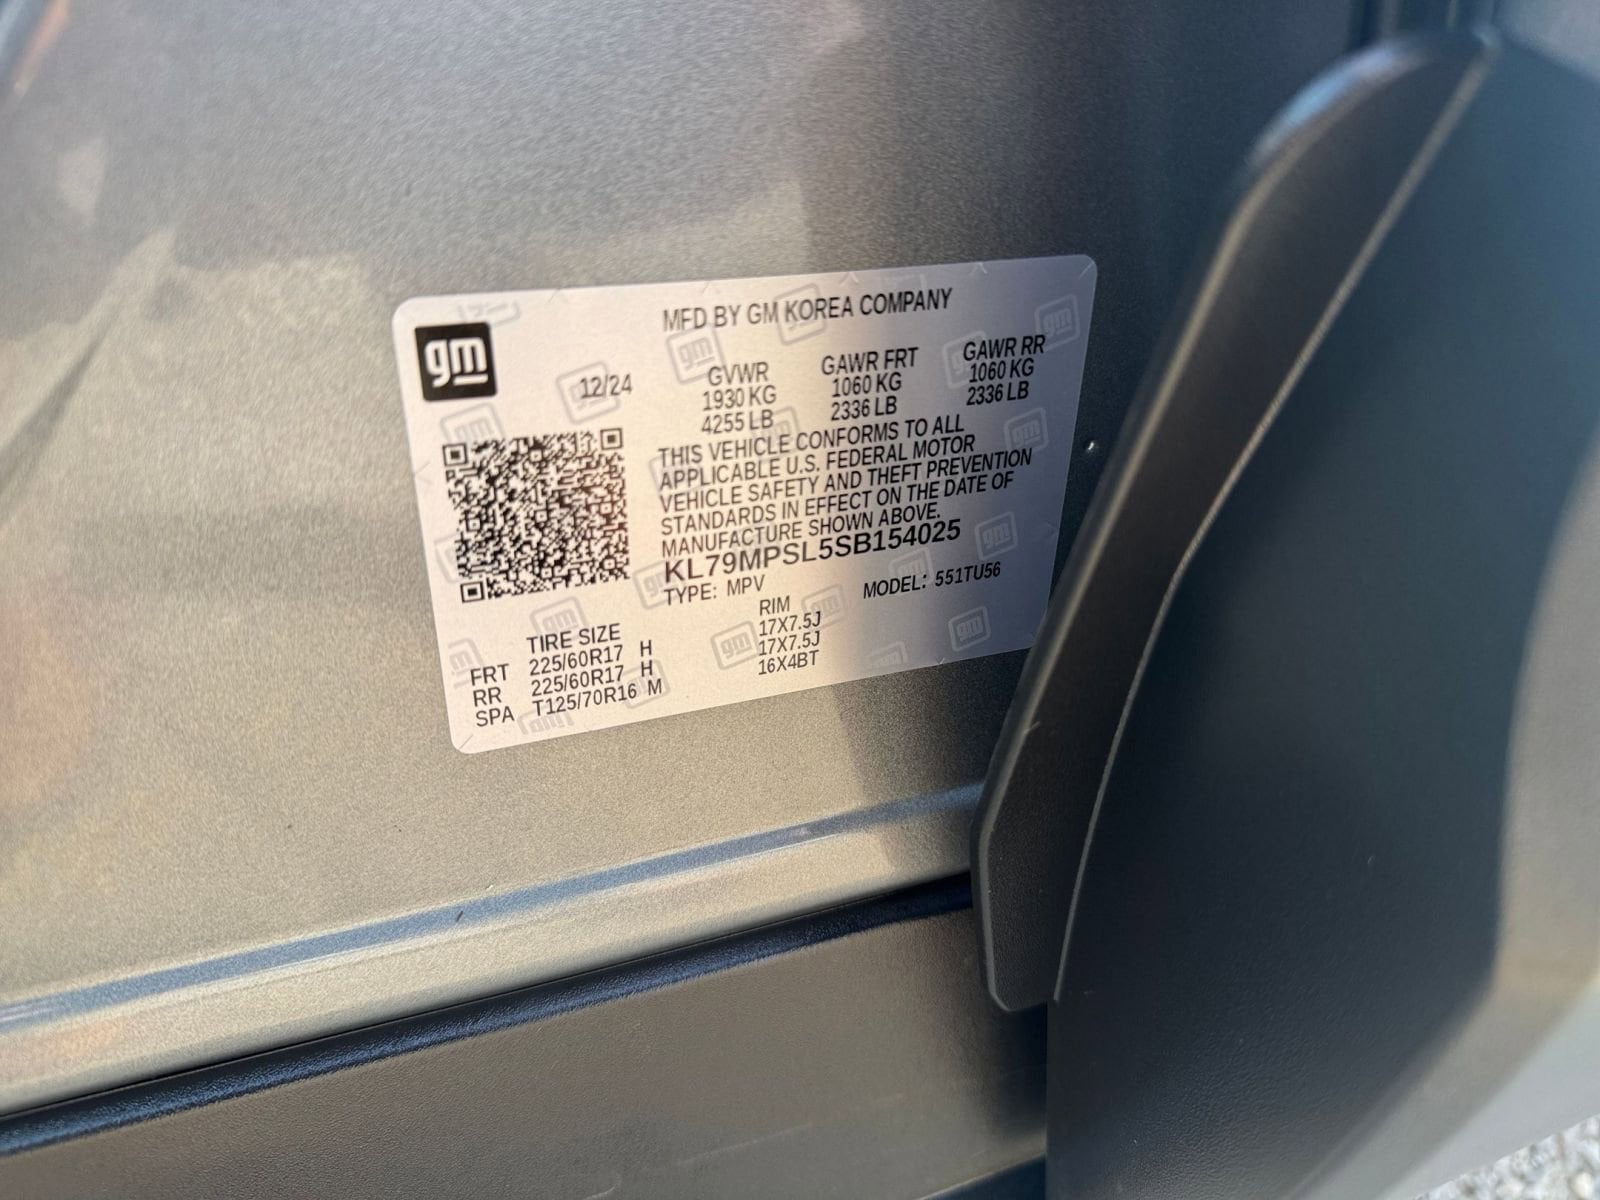 gm
MFD BY GM KOREA COMPANY
12/24
GVWR GAWR FRT GAWR RR
1930 KG 1060 KG 1060 KG
4255 LB 2336 LB 2336 LB
THIS VEHICLE CONFORMS TO ALL
APPLICABLE U.S. FEDERAL MOTOR
VEHICLE SAFETY AND THEFT PREVENTION
STANDARDS IN EFFECT ON THE DATE OF
MANUFACTURE SHOWN ABOVE.
KL79MPSL5SB154025
TYPE: MPV MODEL: 551TU56
TIRE SIZE RIM
FRT 225/60R17 H 17X7.5J
RR 225/60R17 H 17X7.5J
SPA T125/70R16 M 16X4BT